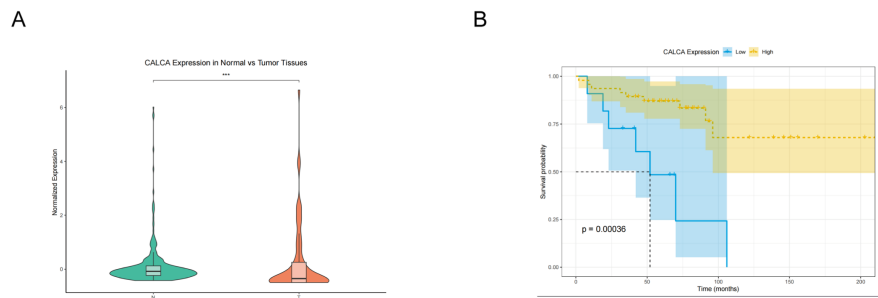 A
B
CALCA Expression in Normal vs Tumor Tissues
***
6
4
2
0
Normalized Expression
N
T
CALCA Expression Low High
1.00
0.75
0.50
0.25
0.00
Survival probability
p = 0.00036
0 50 100 150 200
Time (months)